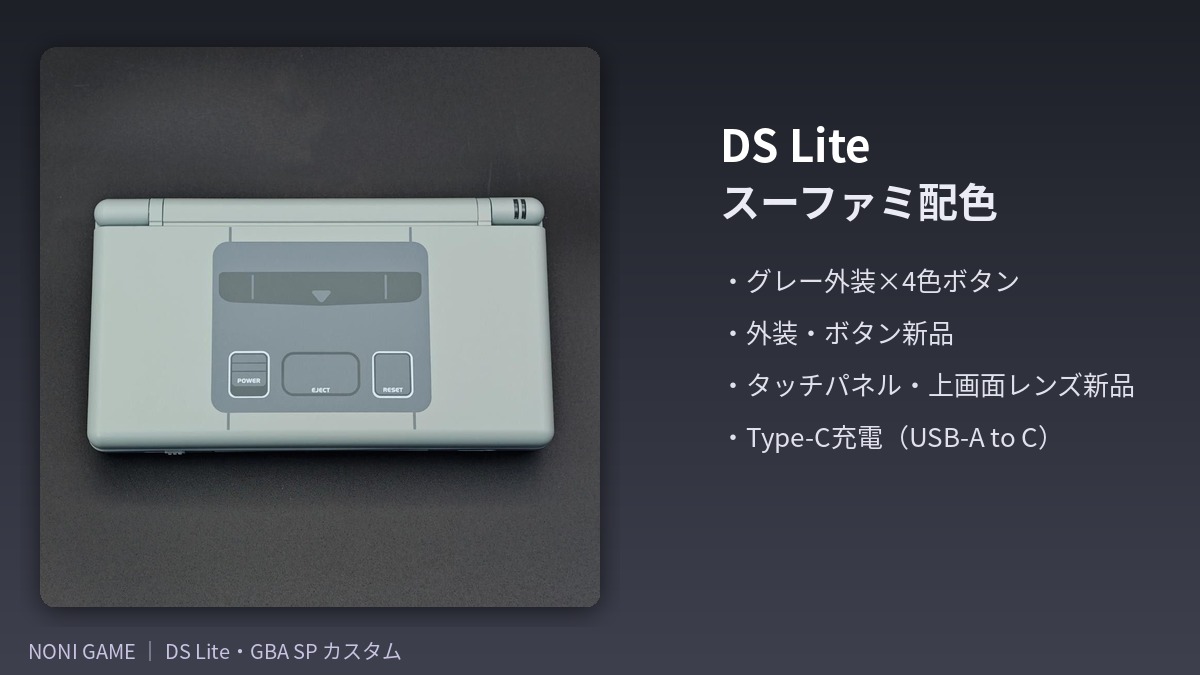 DS Lite
スーファミ配色
・グレー外装×4色ボタン
・外装・ボタン新品
・タッチパネル・上画面レンズ新品
・Type-C充電（USB-A to C）
POWER
EJECT
RESET
NONI GAME ｜ DS Lite・GBA SP カスタム